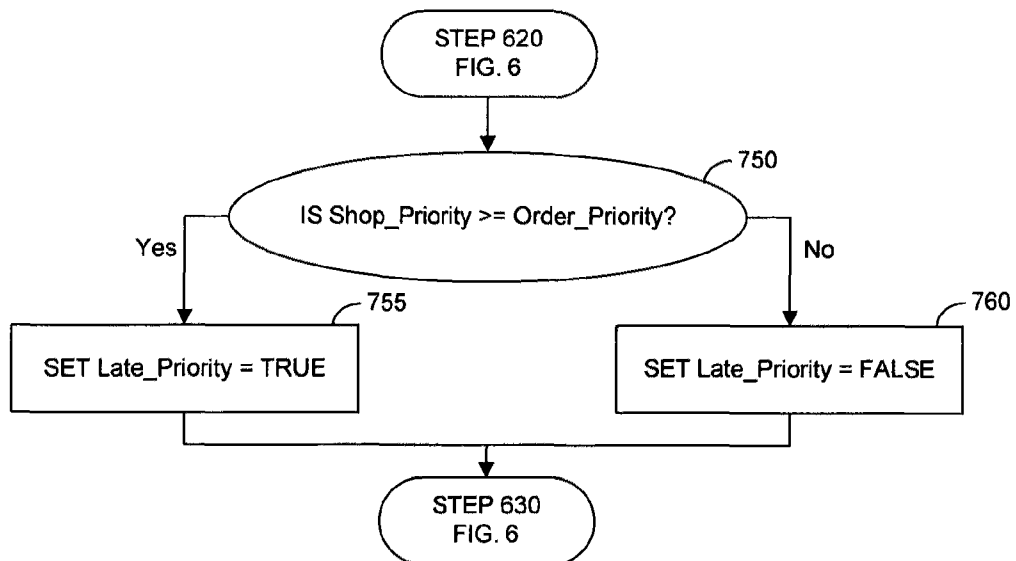 STEP 620
FIG. 6
750
IS Shop_Priority >= Order_Priority?
Yes
No
755
760
SET Late_Priority = TRUE
SET Late_Priority = FALSE
STEP 630
FIG. 6